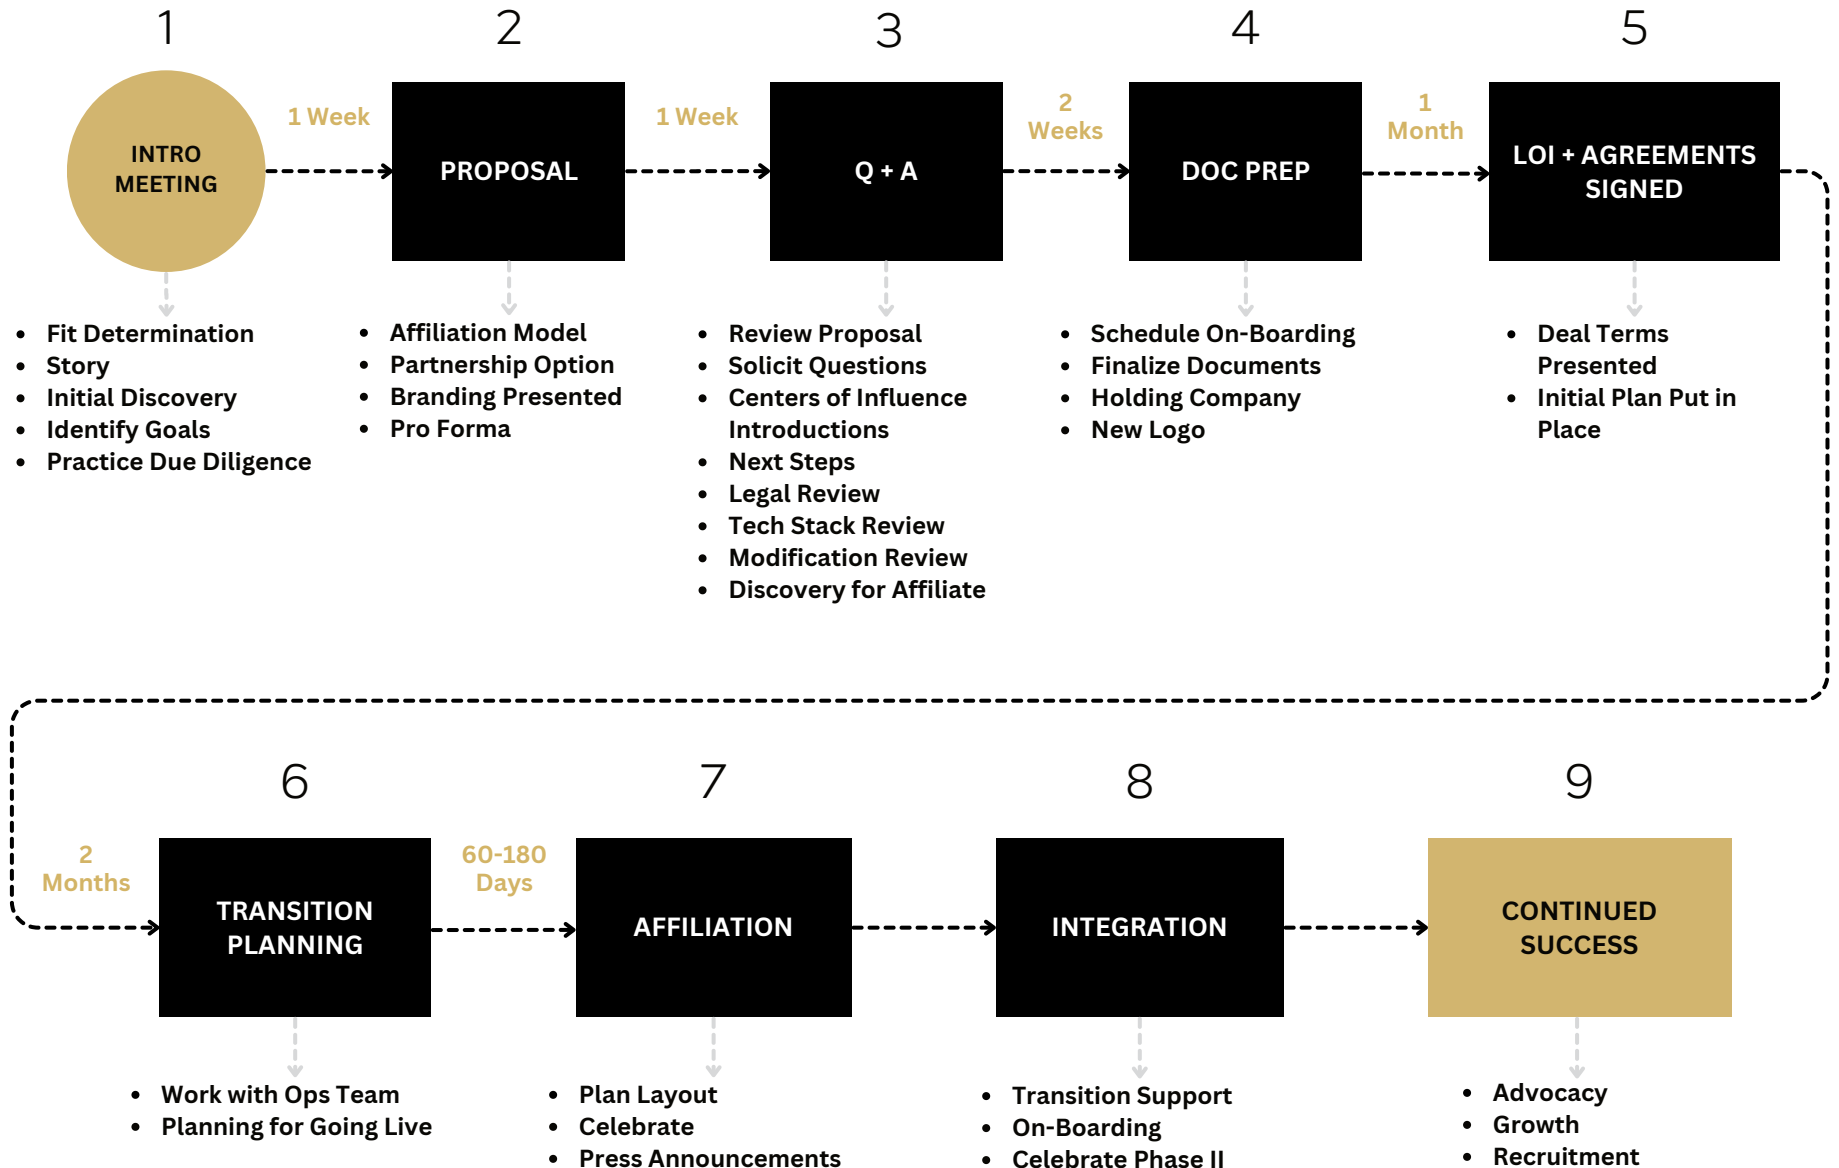 1
2
3
4
5
INTRO
MEETING
1 Week
PROPOSAL
1 Week
Q + A
2
Weeks
DOC PREP
1
Month
LOI + AGREEMENTS
SIGNED
• Fit Determination
• Story
• Initial Discovery
• Identify Goals
• Practice Due Diligence
• Affiliation Model
• Partnership Option
• Branding Presented
• Pro Forma
• Review Proposal
• Solicit Questions
• Centers of Influence
Introductions
• Next Steps
• Legal Review
• Tech Stack Review
• Modification Review
• Discovery for Affiliate
• Schedule On-Boarding
• Finalize Documents
• Holding Company
• New Logo
• Deal Terms
Presented
• Initial Plan Put in
Place
6
7
8
9
2
Months
TRANSITION
PLANNING
60-180
Days
AFFILIATION
INTEGRATION
CONTINUED
SUCCESS
• Work with Ops Team
• Planning for Going Live
• Plan Layout
• Celebrate
• Press Announcements
• Transition Support
• On-Boarding
• Celebrate Phase II
• Advocacy
• Growth
• Recruitment